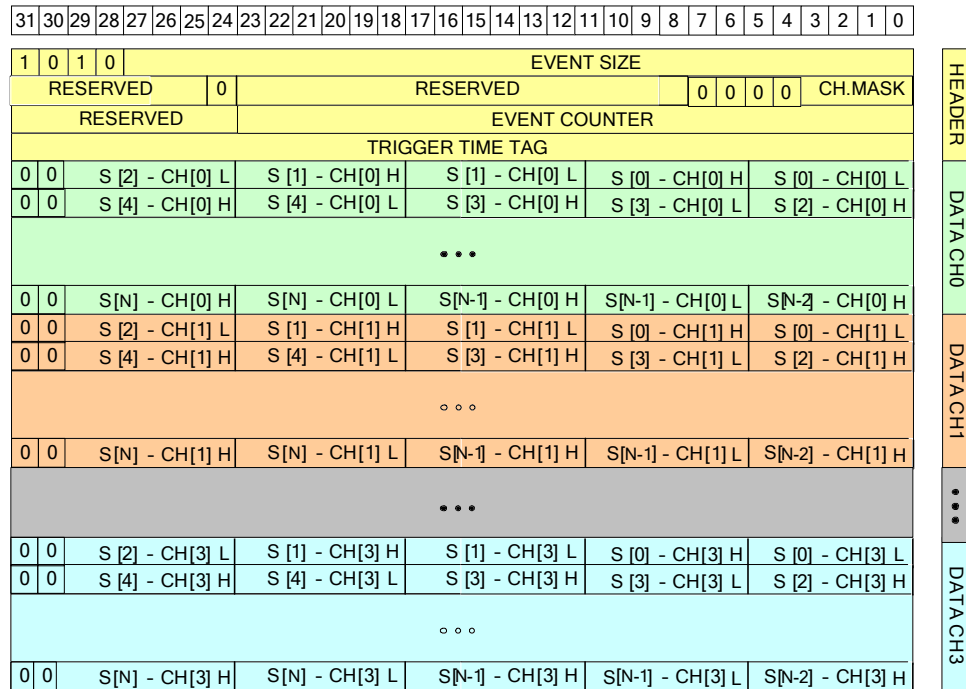 31 30 29 28 27 26 25 24 23 22 21 20 19 18 17 16 15 14 13 12 11 10 9 8 7 6 5 4 3 2 1 0
1 0 1 0 EVENT SIZE
RESERVED 0 RESERVED 0 0 0 0 CH.MASK
RESERVED EVENT COUNTER
TRIGGER TIME TAG
HEADER
0 0 S [2] - CH[0] L S [1] - CH[0] H S [1] - CH[0] L S [0] - CH[0] H S [0] - CH[0] L
0 0 S [4] - CH[0] H S [4] - CH[0] L S [3] - CH[0] H S [3] - CH[0] L S [2] - CH[0] H
0 0 S[N] - CH[0] H S[N] - CH[0] L S[N-1] - CH[0] H S[N-1] - CH[0] L S[N-2] - CH[0] H
DATA CH0
0 0 S [2] - CH[1] L S [1] - CH[1] H S [1] - CH[1] L S [0] - CH[1] H S [0] - CH[1] L
0 0 S [4] - CH[1] H S [4] - CH[1] L S [3] - CH[1] H S [3] - CH[1] L S [2] - CH[1] H
0 0 S[N] - CH[1] H S[N] - CH[1] L S[N-1] - CH[1] H S[N-1] - CH[1] L S[N-2] - CH[1] H
DATA CH1
0 0 S [2] - CH[3] L S [1] - CH[3] H S [1] - CH[3] L S [0] - CH[3] H S [0] - CH[3] L
0 0 S [4] - CH[3] H S [4] - CH[3] L S [3] - CH[3] H S [3] - CH[3] L S [2] - CH[3] H
0 0 S[N] - CH[3] H S[N] - CH[3] L S[N-1] - CH[3] H S[N-1] - CH[3] L S[N-2] - CH[3] H
DATA CH3